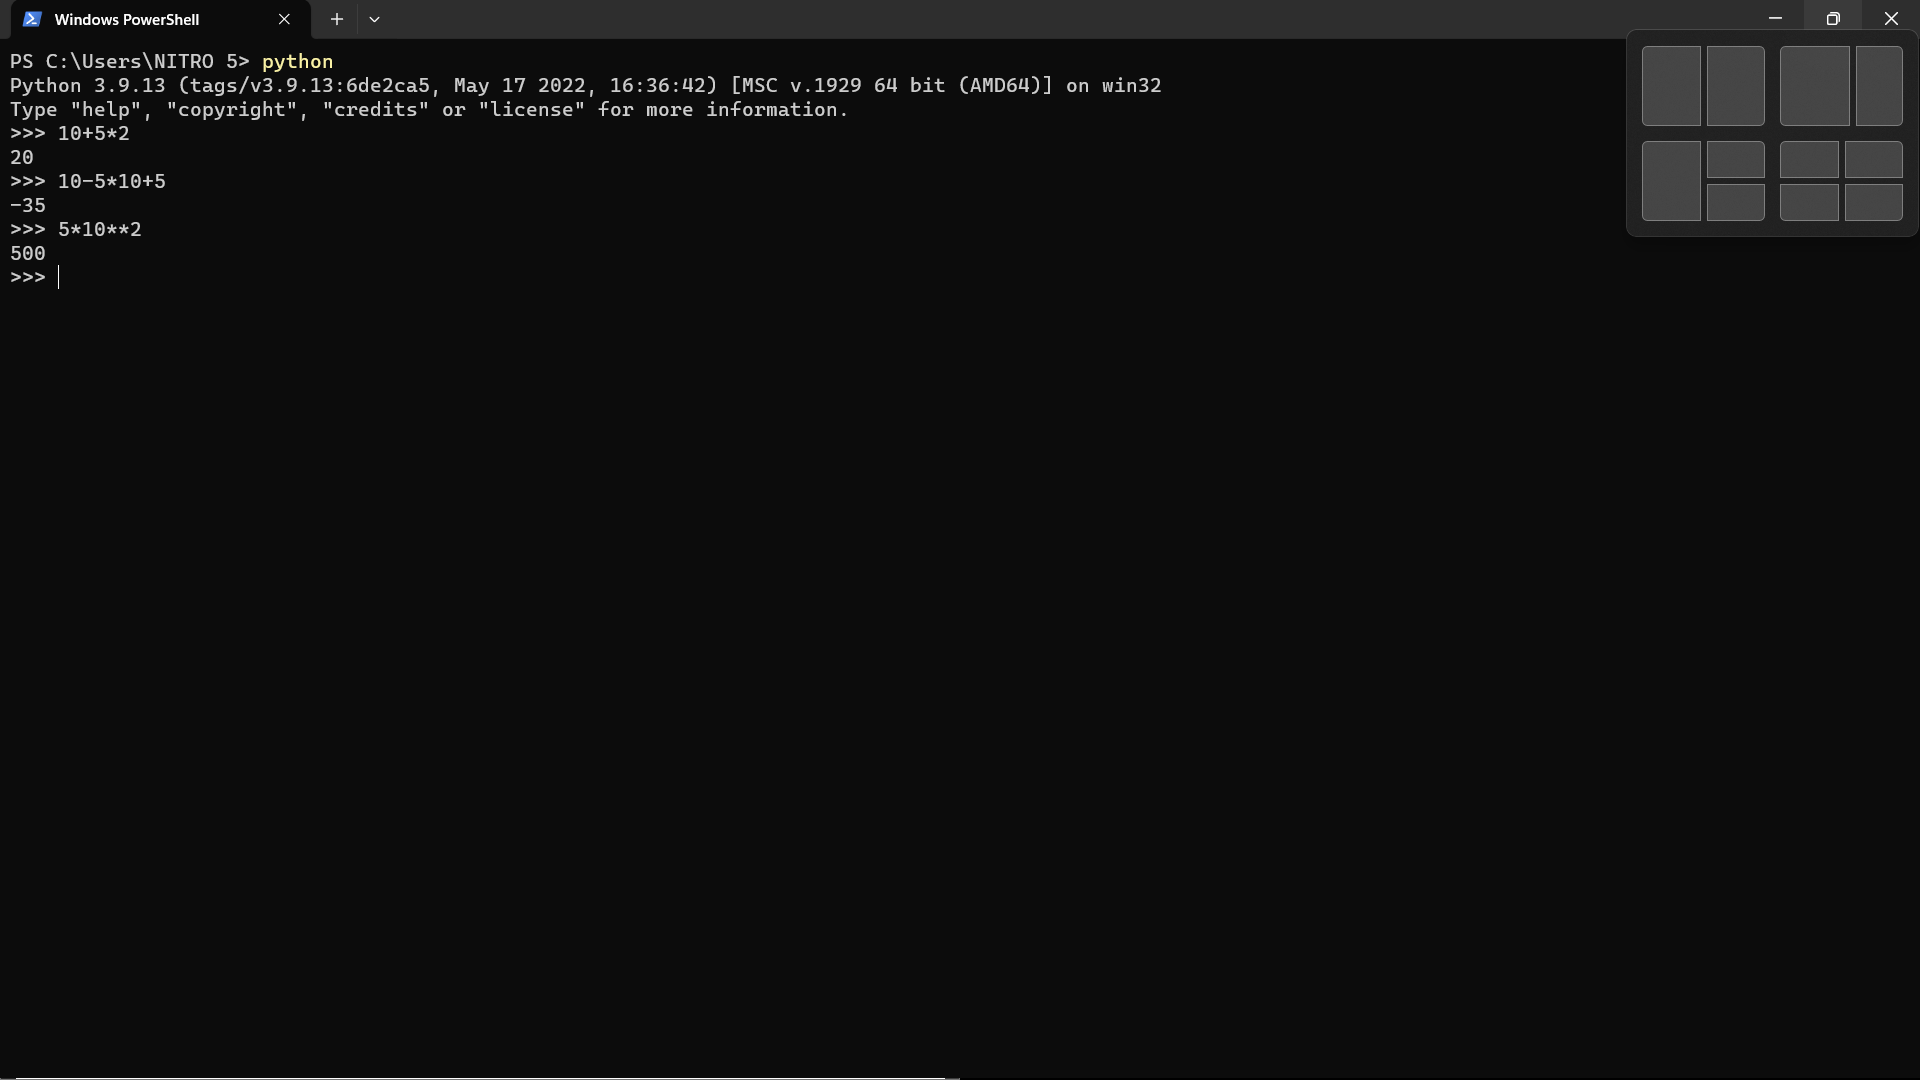 Windows PowerShell
PS C:\Users\NITRO 5> python
Python 3.9.13 (tags/v3.9.13:6de2ca5, May 17 2022, 16:36:42) [MSC v.1929 64 bit (AMD64)] on win32
Type "help", "copyright", "credits" or "license" for more information.
>>> 10+5*2
20
>>> 10-5*10+5
-35
>>> 5*10**2
500
>>>